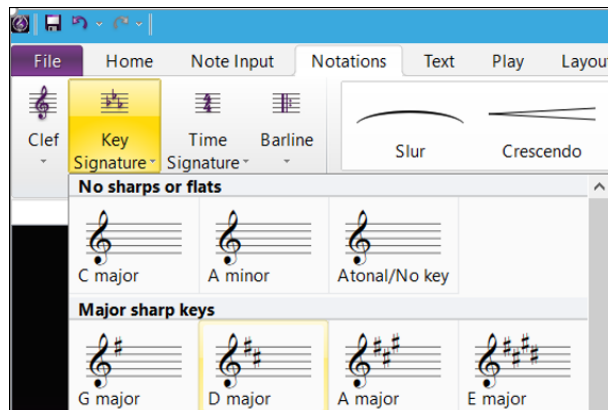 File Home Note Input Notations Text Play Layou
Clef Key Signature Time Signature Barline Slur Crescendo
No sharps or flats
C major A minor Atonal/No key
Major sharp keys
G major D major A major E major